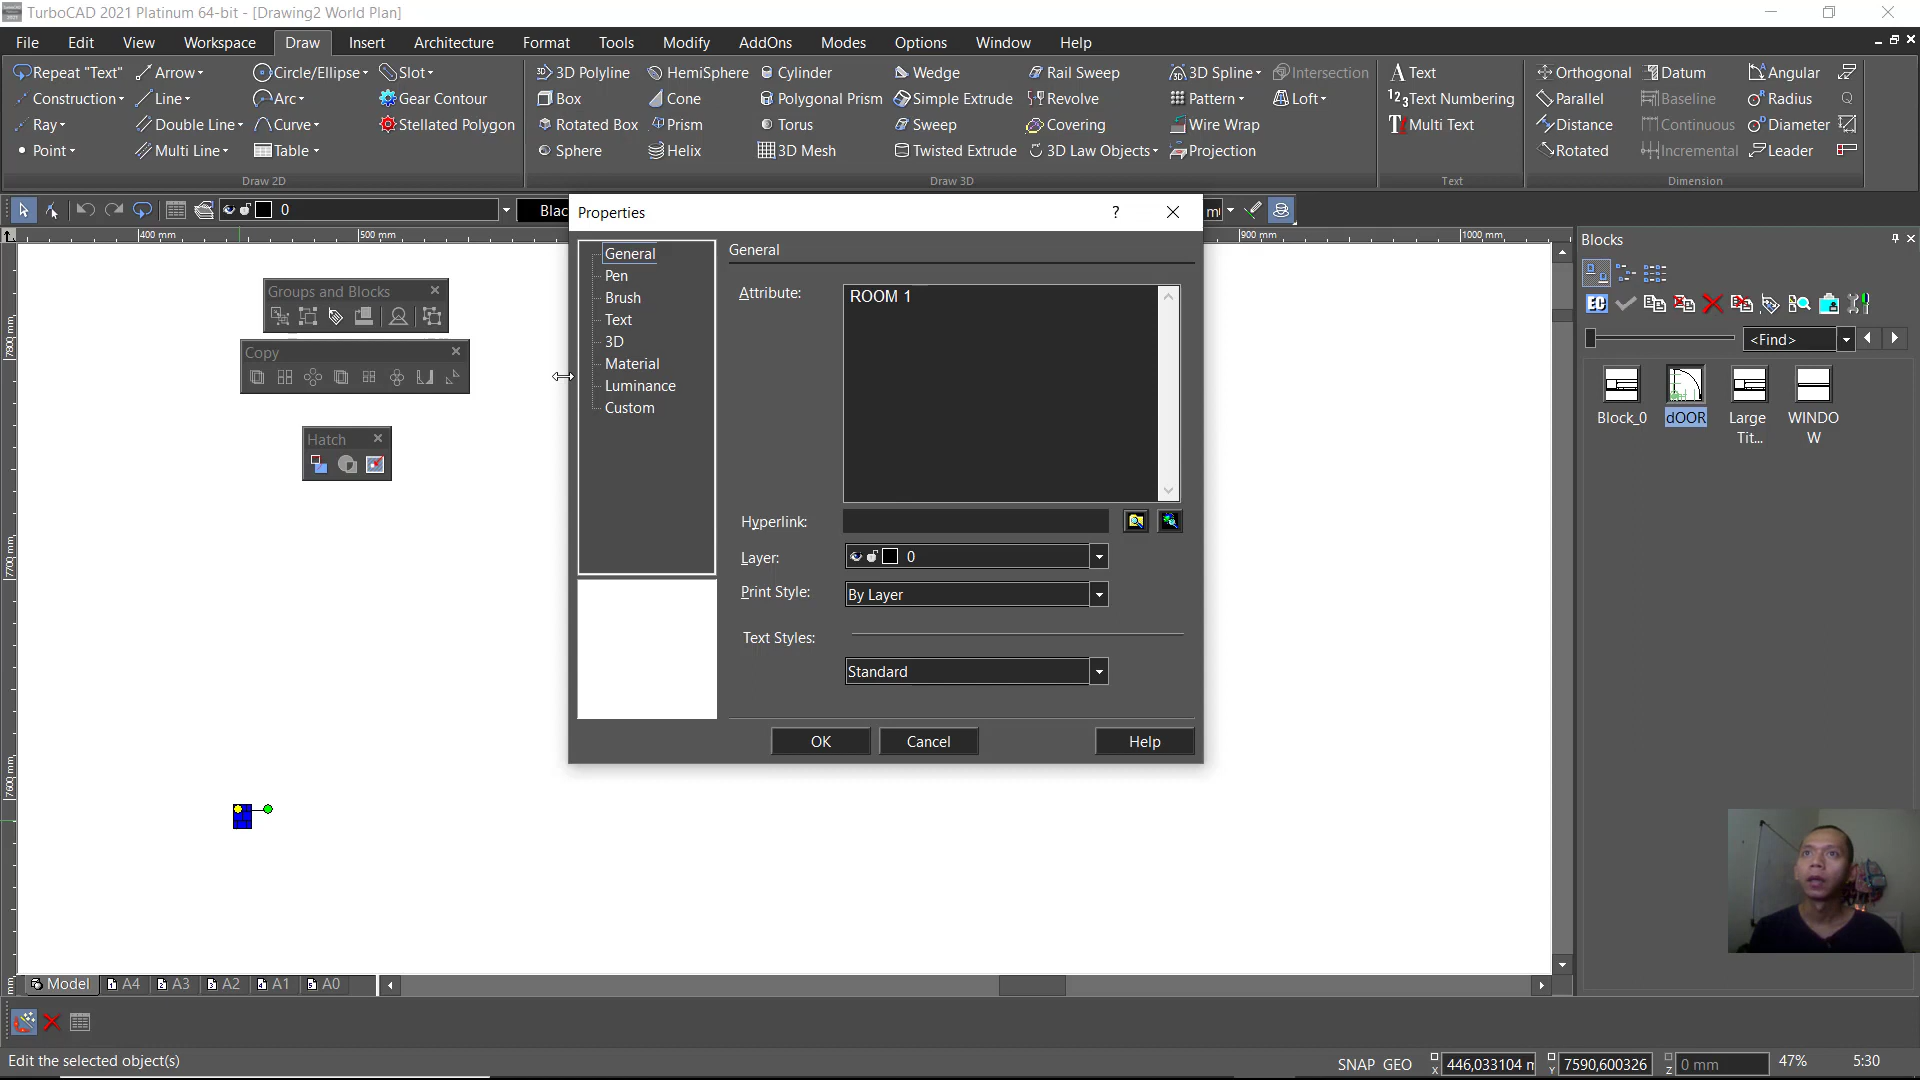 TurboCAD 2021 Platinum 64-bit - [Drawing2 World Plan]
File Edit View Workspace Draw Insert Architecture Format Tools Modify AddOns Modes Options Window Help
Repeat "Text" Arrow Circle/Ellipse Slot 3D Polyline HemiSphere Cylinder Wedge Rail Sweep 3D Spline Intersection Text Orthogonal Datum Angular
Construction Line Arc Gear Contour Box Cone Polygonal Prism Simple Extrude Revolve Pattern Loft Text Numbering Parallel Baseline Radius
Ray Double Line Curve Stellated Polygon Rotated Box Prism Torus Sweep Covering Wire Wrap Multi Text Distance Continuous Diameter
Point Multi Line Table Sphere Helix 3D Mesh Twisted Extrude 3D Law Objects Projection Rotated Incremental Leader
Draw 2D Draw 3D Text Dimension
0 Blac m
400 mm 500 mm 900 mm 1000 mm
7800 mm
7700 mm
7600 mm
mm
Groups and Blocks
Copy
Hatch
Properties ?
General
Pen
Brush
Text
3D
Material
Luminance
Custom
General
Attribute: ROOM 1
Hyperlink:
Layer: 0
Print Style: By Layer
Text Styles:
Standard
OK Cancel Help
Blocks
<Find>
Block_0 dOOR Large Tit... WINDO W
Model A4 A3 A2 A1 A0
Edit the selected object(s)
SNAP GEO X 446,033104 m Y 7590,600326 Z 0 mm 47% 5:30